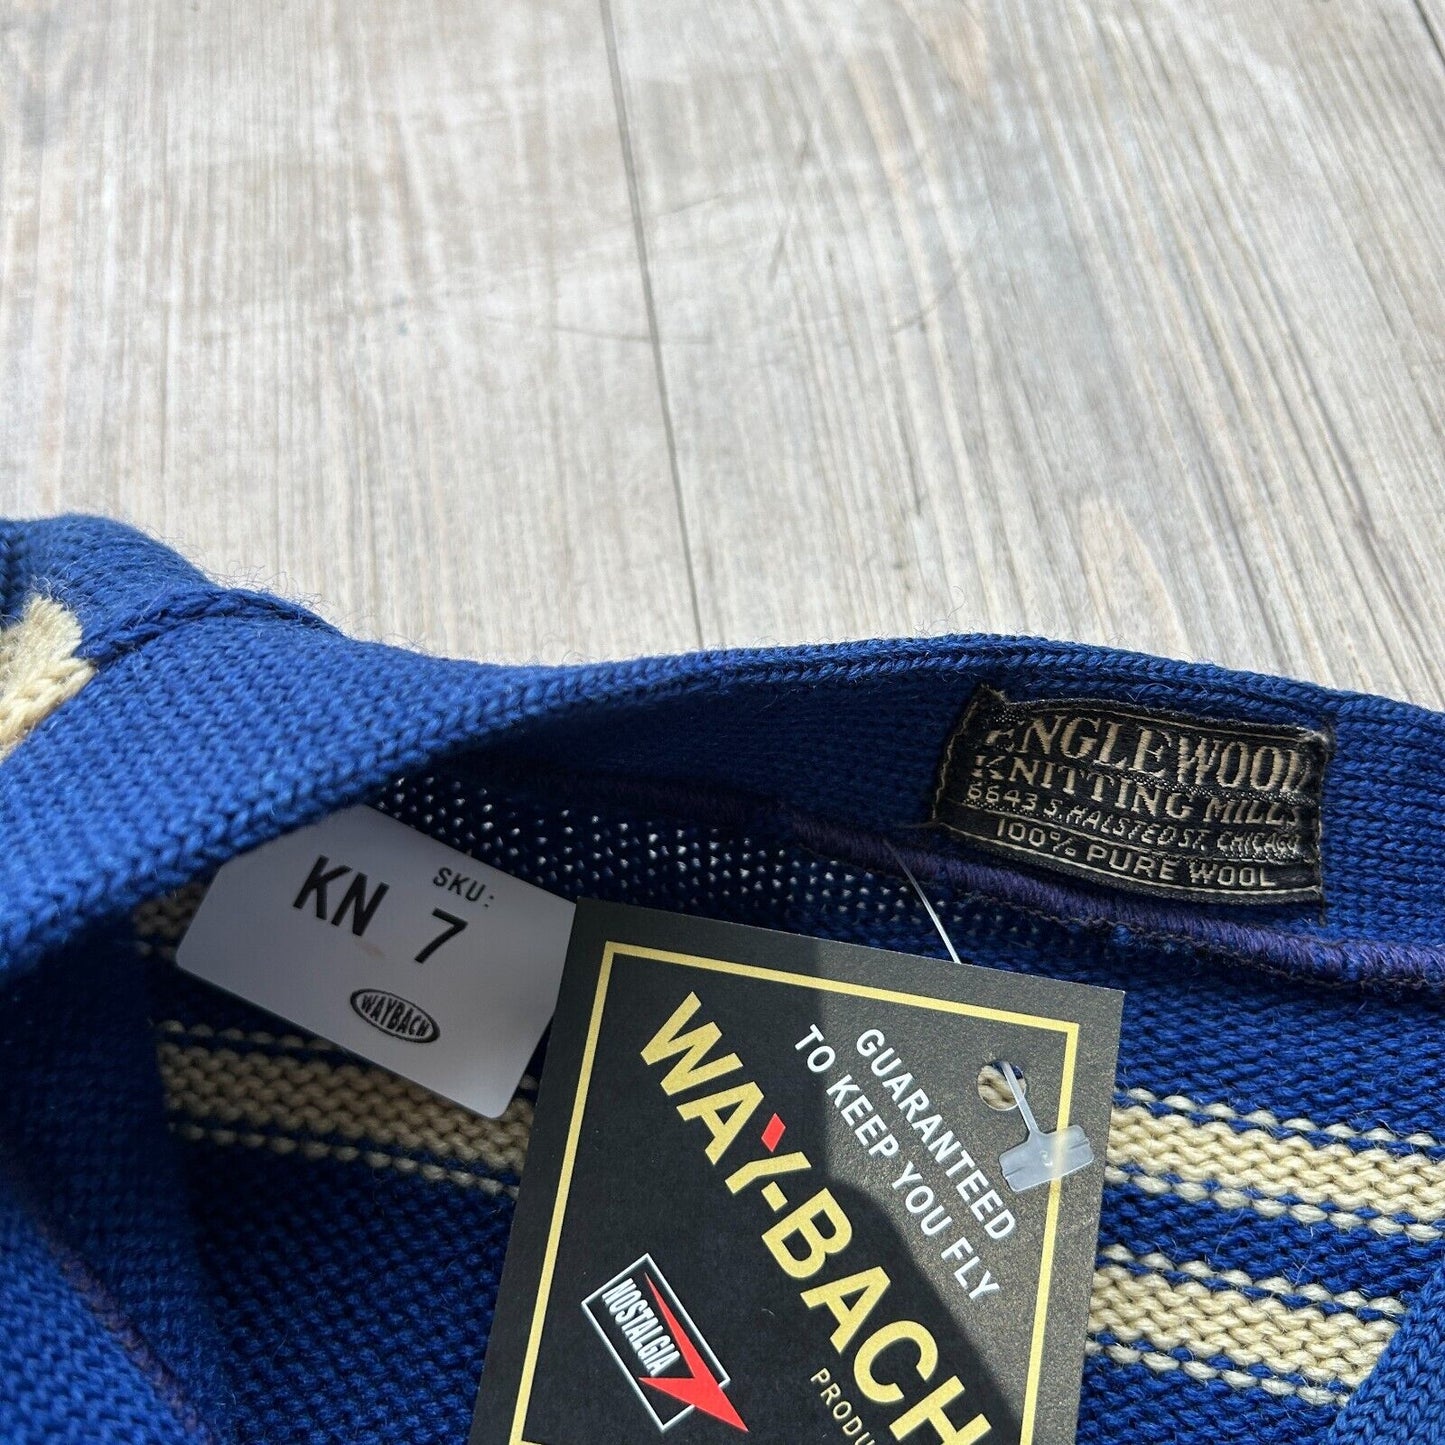 ENGLEWOOD
KNITTING MILLS
6643 S. HALSTED ST. CHICAGO
100% PURE WOOL
SKU:
KN 7
WAYBACH
GUARANTEED
TO KEEP YOU FLY
WAY-BACH
PRODU
NOSTALGIA